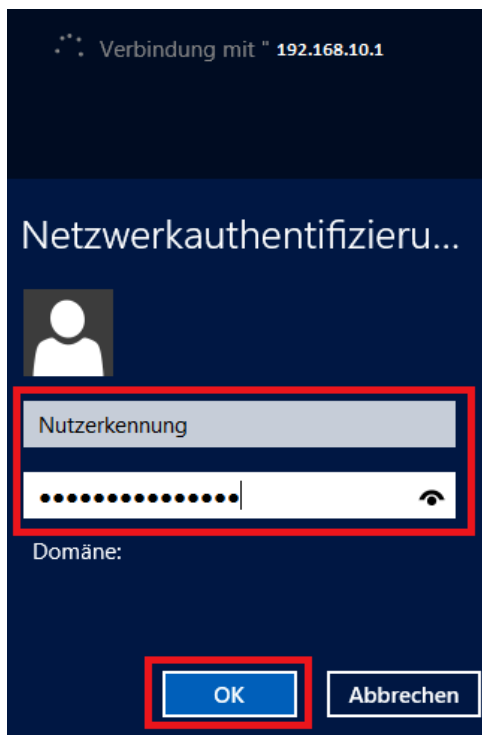 Verbindung mit " 192.168.10.1
Netzwerkauthentifizieru...
Nutzerkennung
●●●●●●●●●●●●●●●
Domäne:
OK
Abbrechen